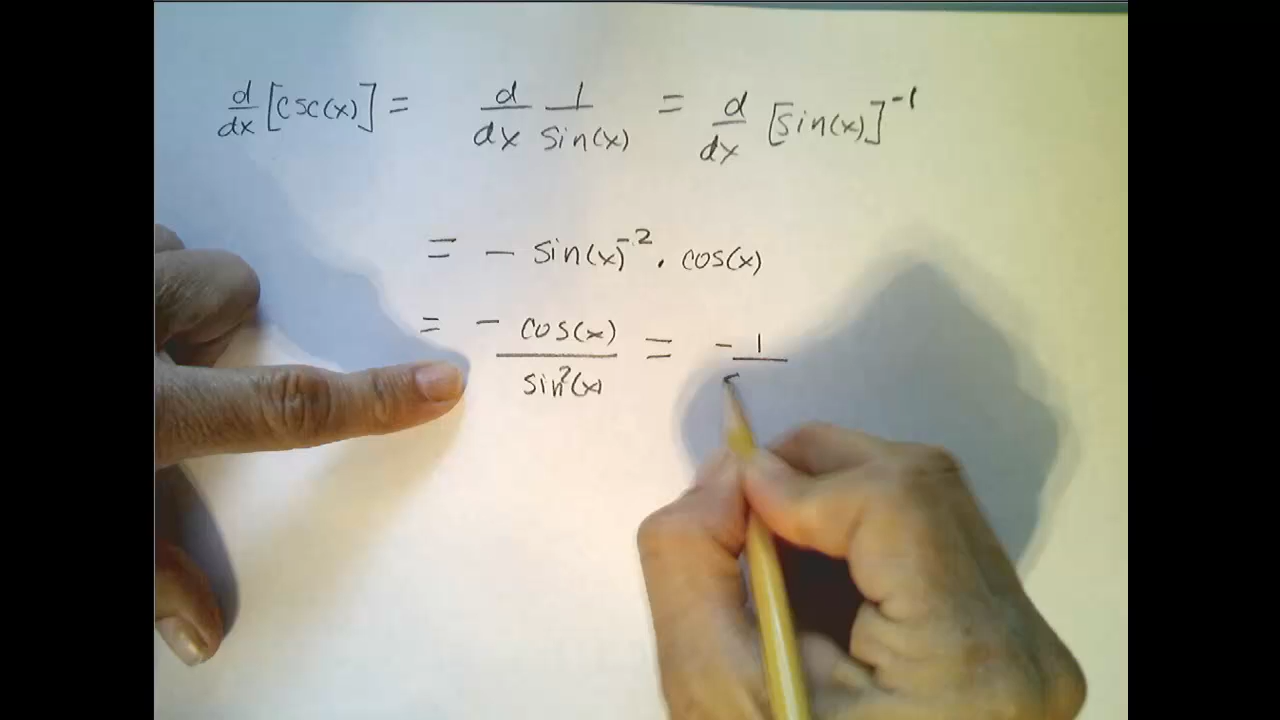 d/dx [csc(x)] = d/dx 1/sin(x) = d/dx [sin(x)]^-1
= - sin(x)^-2 · cos(x)
= - cos(x)/sin²(x) = - 1/